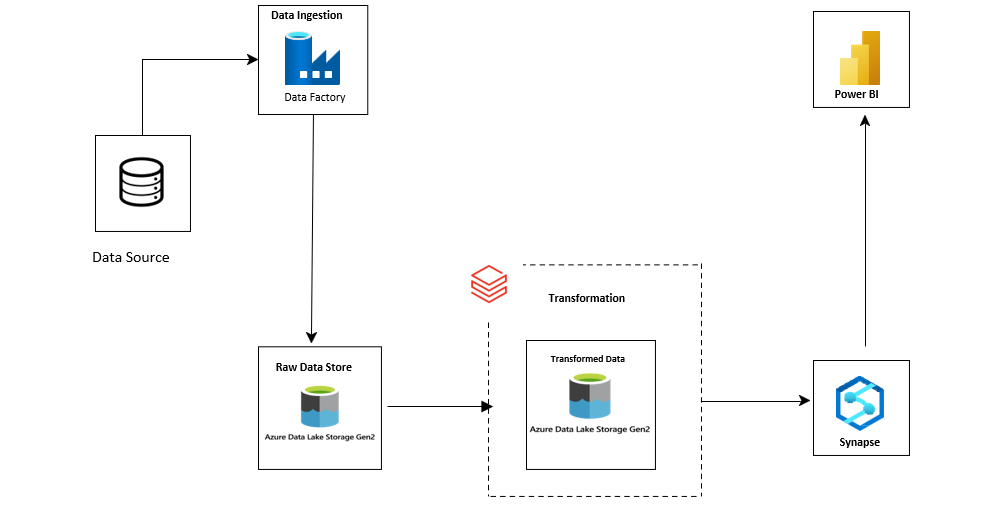 Data Ingestion
Data Factory
Power BI
Data Source
Transformation
Raw Data Store
Azure Data Lake Storage Gen2
Transformed Data
Azure Data Lake Storage Gen2
Synapse